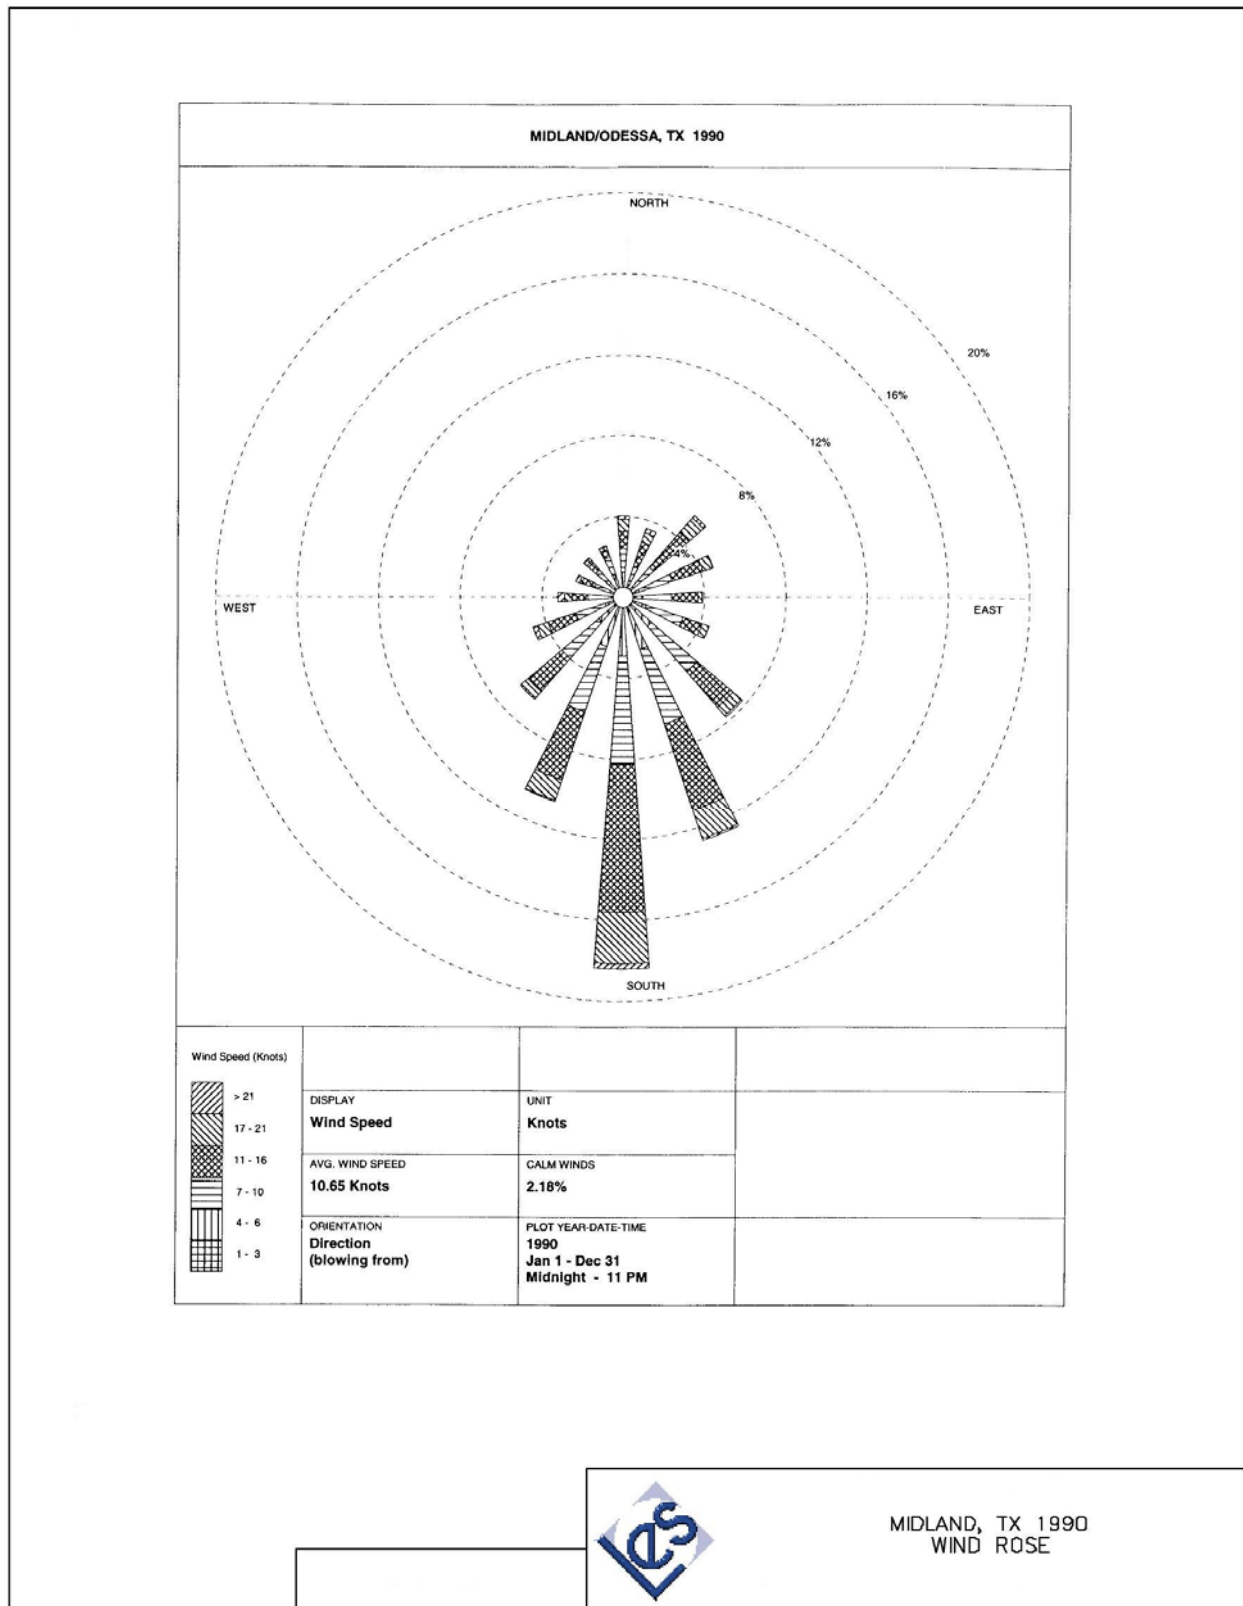 MIDLAND/ODESSA, TX 1990
NORTH
20%
16%
12%
8%
4%
WEST
EAST
SOUTH
Wind Speed (Knots)
> 21
17 - 21
11 - 16
7 - 10
4 - 6
1 - 3
DISPLAY
Wind Speed
UNIT
Knots
AVG. WIND SPEED
10.65 Knots
CALM WINDS
2.18%
ORIENTATION
Direction
(blowing from)
PLOT YEAR-DATE-TIME
1990
Jan 1 - Dec 31
Midnight - 11 PM
LES
MIDLAND, TX 1990
WIND ROSE